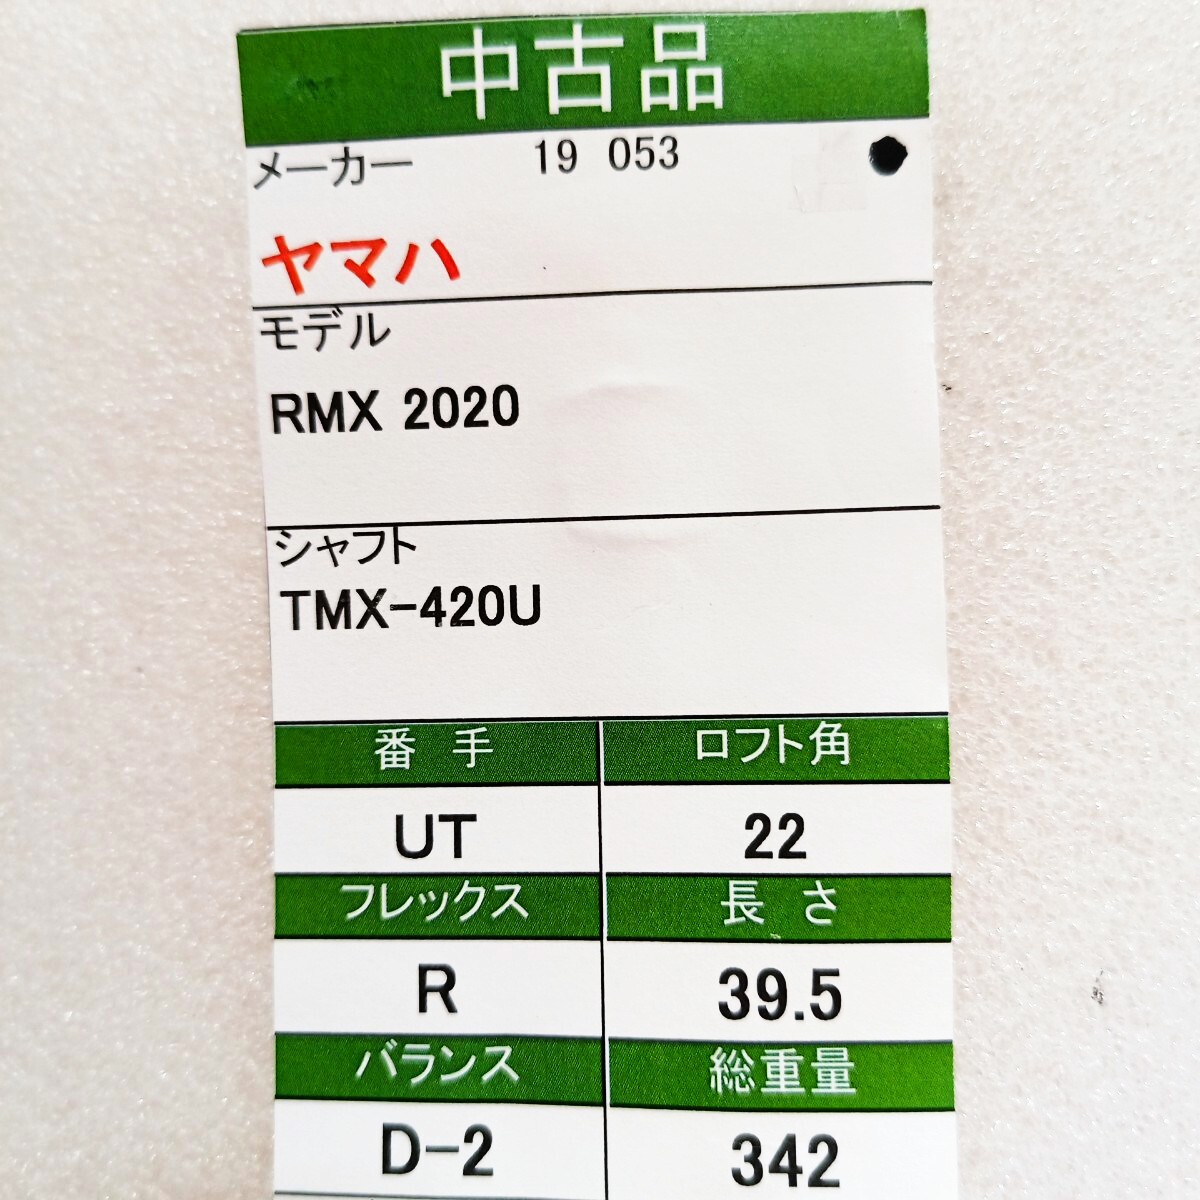 中古品
メーカー 19 053
ヤマハ
モデル
RMX 2020
シャフト
TMX-420U
番手 ロフト角
UT 22
フレックス 長さ
R 39.5
バランス 総重量
D-2 342